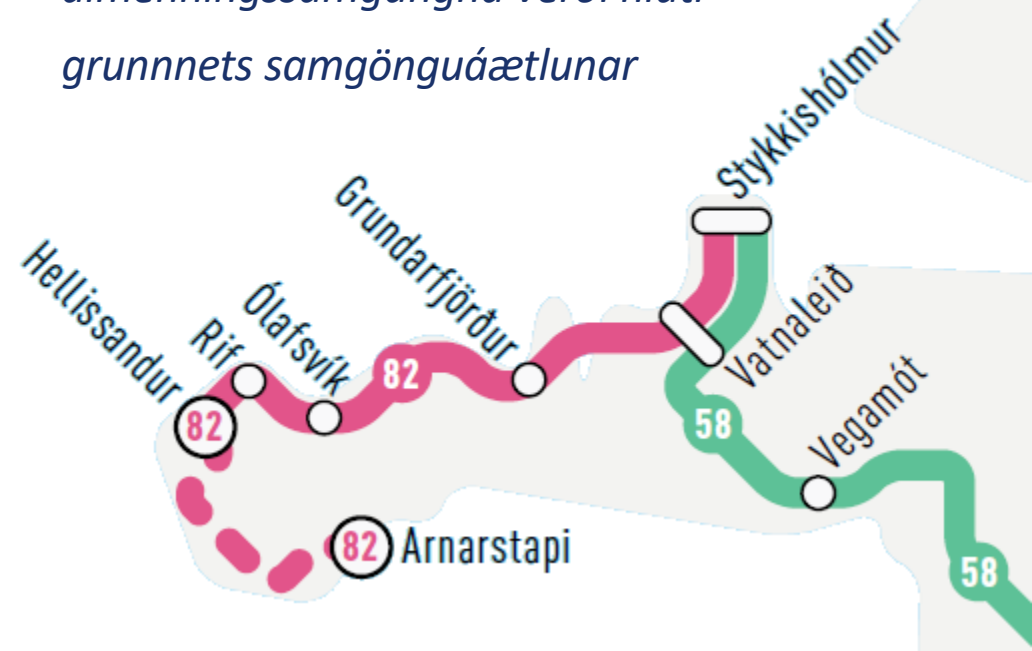 grunnnets samgönguáætlunar
Stykkishólmur
Grundarfjörður
Hellissandur
Ólafsvík
Rif
Vatnaleið
82
Vegamót
82
58
82 Arnarstapi
58